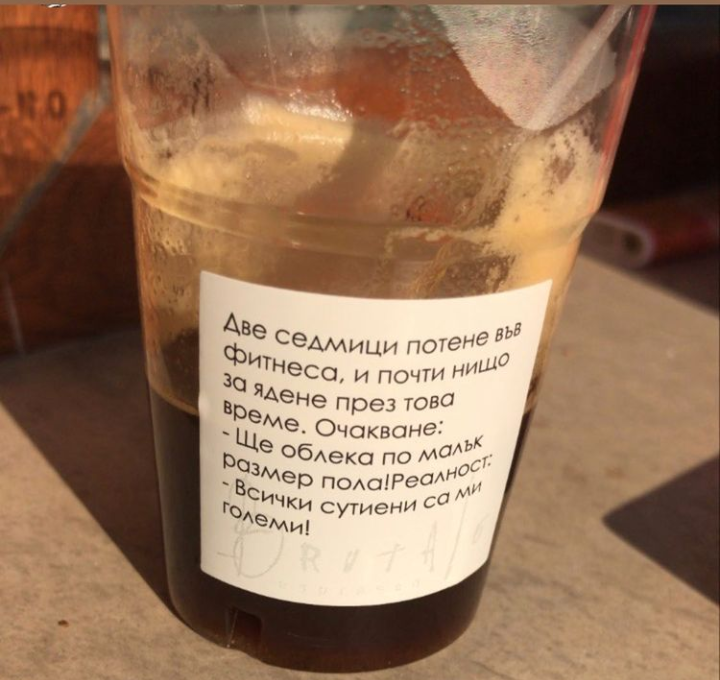 Две седмици потене във
фитнеса, и почти нищо
за ядене през това
време. Очакване:
- Ще облека по малък
размер пола!Реалност:
- Всички сутиени са ми
големи!